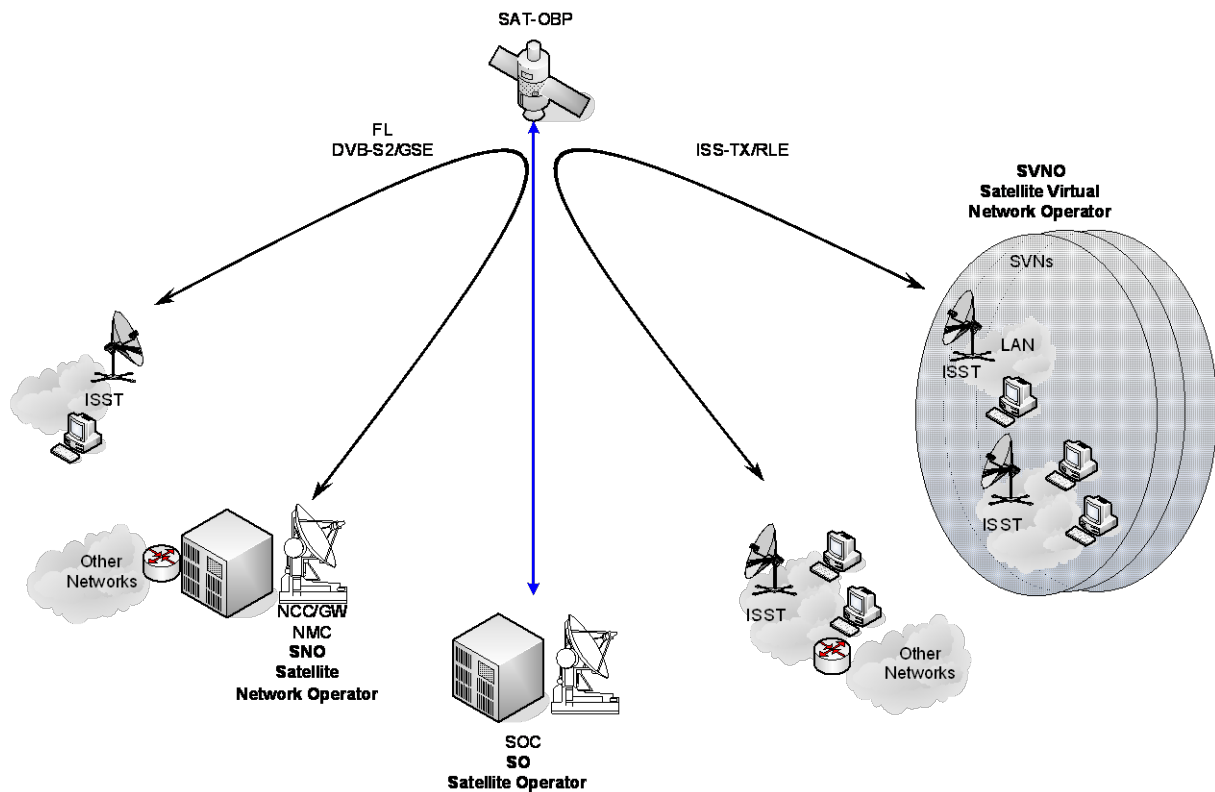 SAT-OBP
FL
DVB-S2/GSE
ISS-TX/RLE
SVNO
Satellite Virtual
Network Operator
SVNs
LAN
ISST
ISST
ISST
Other
Networks
NCC/GW
NMC
SNO
Satellite
Network Operator
ISST
Other
Networks
SOC
SO
Satellite Operator